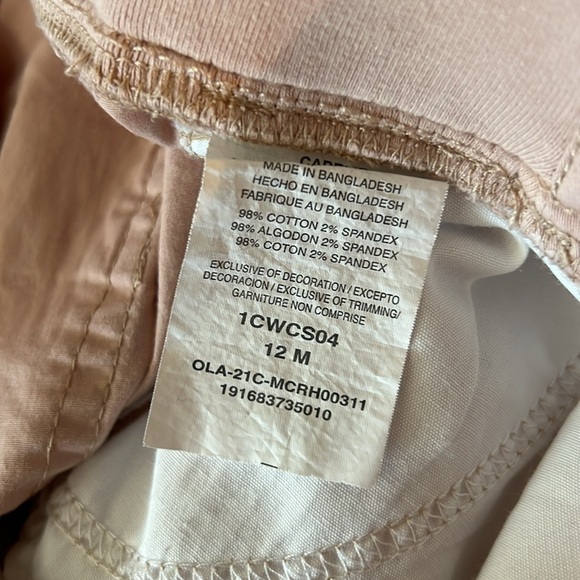 MADE IN BANGLADESH
HECHO EN BANGLADESH
FABRIQUE AU BANGLADESH
98% COTTON 2% SPANDEX
98% ALGODON 2% SPANDEX
98% COTON 2% SPANDEX
EXCLUSIVE OF DECORATION / EXCEPTO
DECORACION / EXCLUSIVE OF TRIMMING/
GARNITURE NON COMPRISE
1CWCS04
12 M
OLA-21C-MCRH00311
191683735010